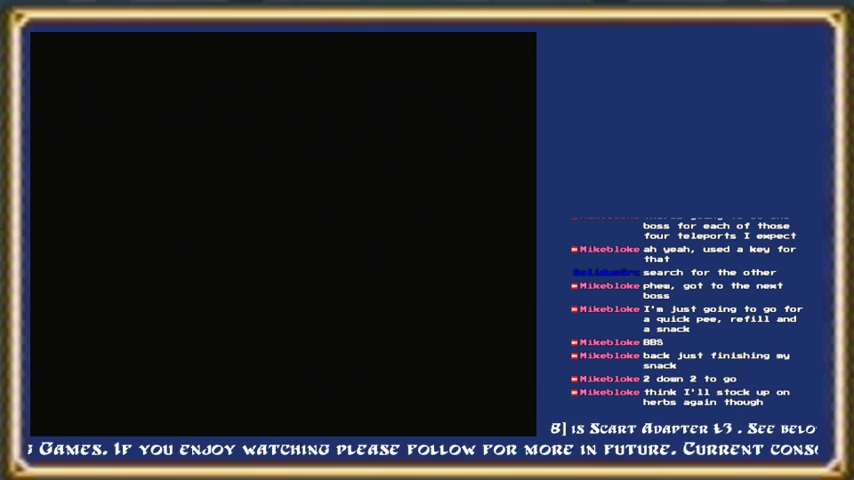 boss for each of those
four teleports I expect
Mikebloke ah yeah, used a key for
that
search for the other
Mikebloke phew, got to the next
boss
Mikebloke I'm just going to go for
a quick pee, refill and
a snack
Mikebloke BBS
Mikebloke back just finishing my
snack
Mikebloke 2 down 2 to go
Mikebloke think I'll stock up on
herbs again though
8] is Scart Adapter £3 . See belo
Games. If you enjoy watching please follow for more in future. Current cons